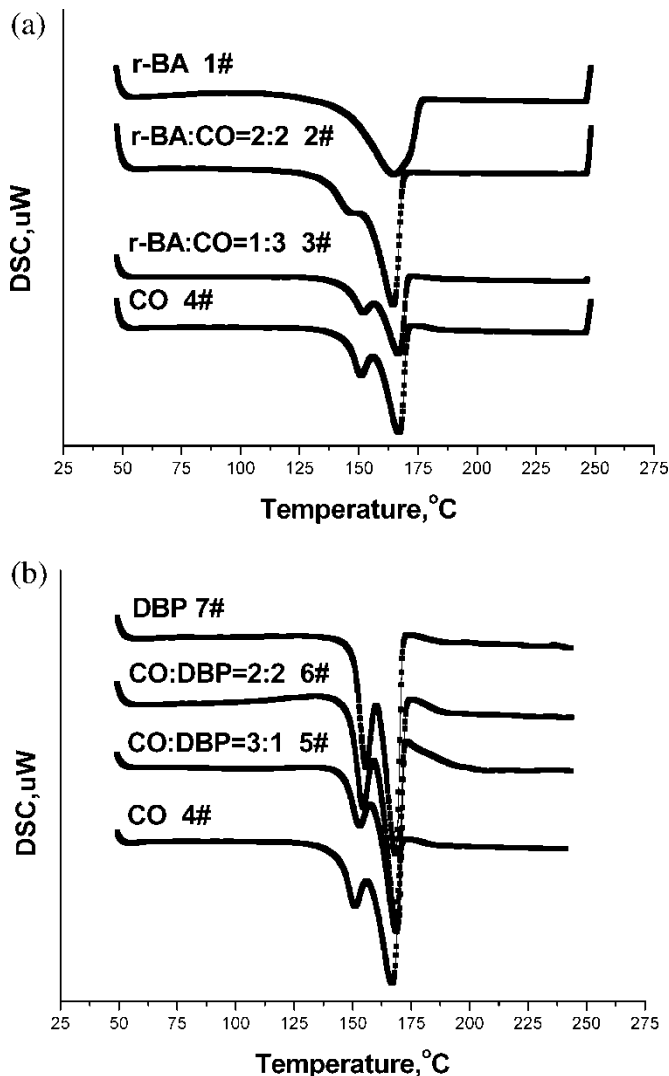 (a)
r-BA 1#
r-BA:CO=2:2 2#
r-BA:CO=1:3 3#
CO 4#
DSC,uW
25 50 75 100 125 150 175 200 225 250 275
Temperature,°C
(b)
DBP 7#
CO:DBP=2:2 6#
CO:DBP=3:1 5#
CO 4#
DSC,uW
25 50 75 100 125 150 175 200 225 250 275
Temperature,°C